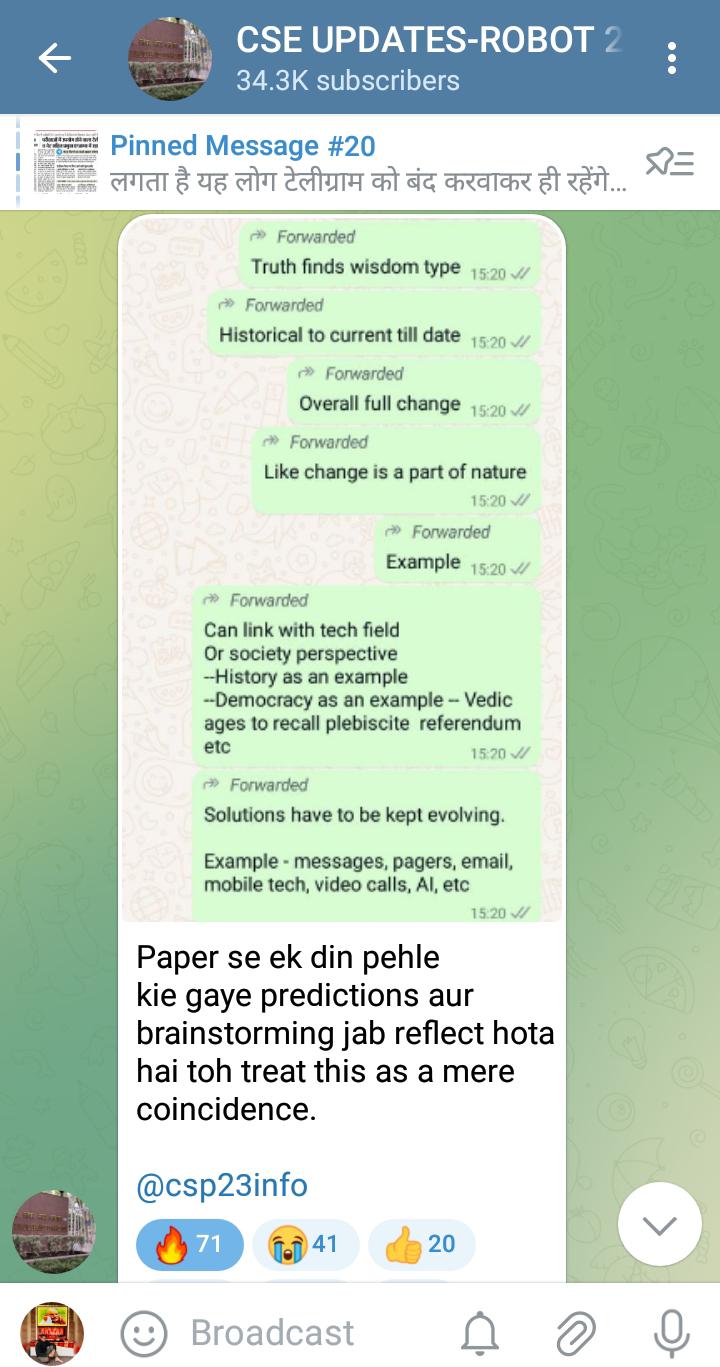 CSE UPDATES-ROBOT 2
34.3K subscribers
Pinned Message #20
लगता है यह लोग टेलीग्राम को बंद करवाकर ही रहेंगे...
Forwarded
Truth finds wisdom type 15:20
Forwarded
Historical to current till date 15:20
Forwarded
Overall full change 15:20
Forwarded
Like change is a part of nature
15:20
Forwarded
Example 15:20
Forwarded
Can link with tech field
Or society perspective
--History as an example
--Democracy as an example -- Vedic
ages to recall plebiscite referendum
etc 15:20
Forwarded
Solutions have to be kept evolving.
Example - messages, pagers, email,
mobile tech, video calls, AI, etc
15:20
Paper se ek din pehle
kie gaye predictions aur
brainstorming jab reflect hota
hai toh treat this as a mere
coincidence.
@csp23info
71 41 20
Broadcast